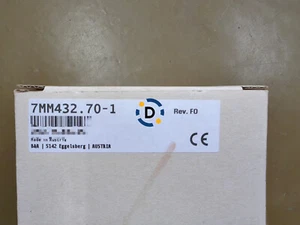 7MM432.70-1
D
Rev. F0
Made in Austria
B&R | 5142 Eggelsberg | AUSTRIA
CE